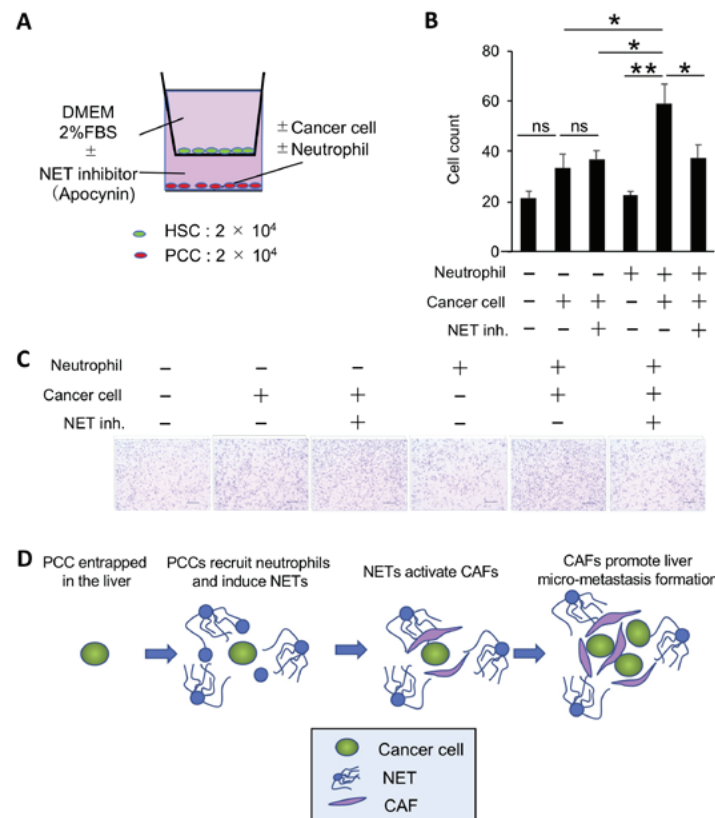 A
DMEM
2%FBS
±
NET inhibitor
(Apocynin)
± Cancer cell
± Neutrophil
HSC : 2 × 10⁴
PCC : 2 × 10⁴
B
Cell count
80
60
40
20
0
*
*
** *
ns ns
Neutrophil − − − + + +
Cancer cell − + + − + +
NET inh. − − + − − +
C
Neutrophil − − − + + +
Cancer cell − + + − + +
NET inh. − − + − − +
D
PCC entrapped
in the liver
PCCs recruit neutrophils
and induce NETs
NETs activate CAFs
CAFs promote liver
micro-metastasis formation
Cancer cell
NET
CAF